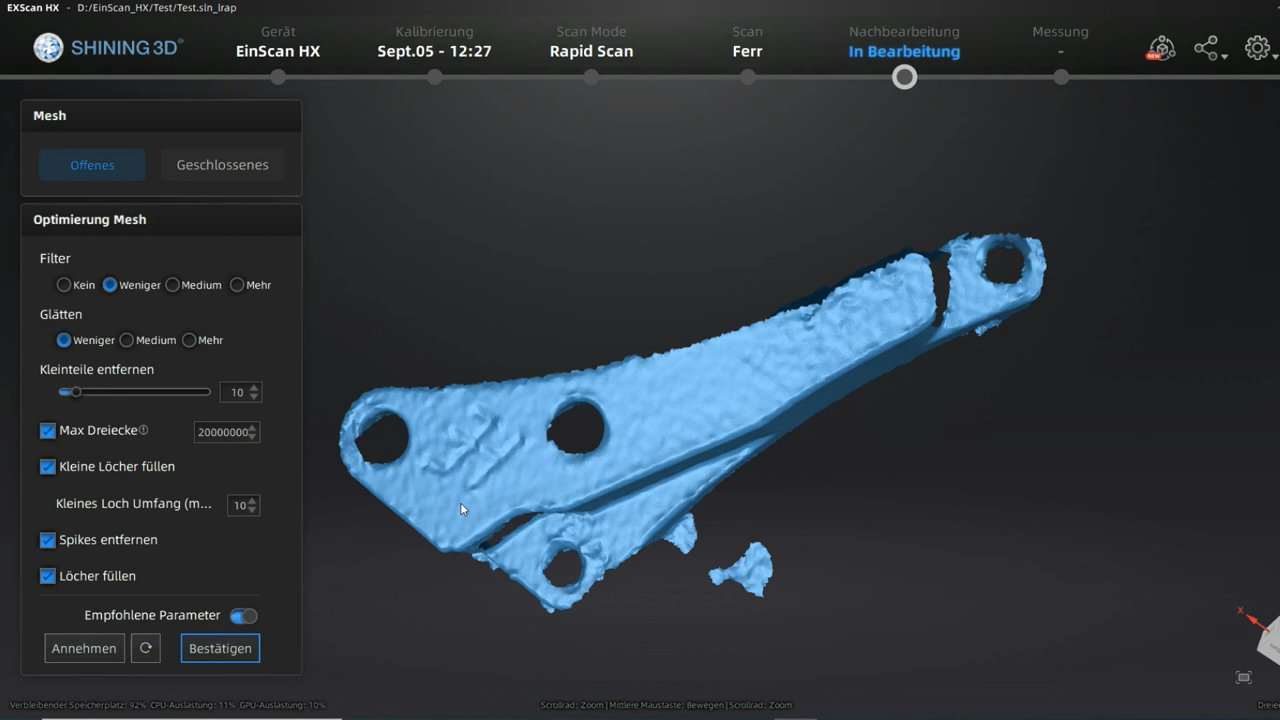 EXScan HX - D:/EinScan_HX/Test/Test.sln_lrap
SHINING 3D®
Gerät
EinScan HX
Kalibrierung
Sept.05 - 12:27
Scan Mode
Rapid Scan
Scan
Ferr
Nachbearbeitung
In Bearbeitung
Messung
-
NEW
Mesh
Offenes
Geschlossenes
Optimierung Mesh
Filter
Kein Weniger Medium Mehr
Glätten
Weniger Medium Mehr
Kleinteile entfernen
10
Max Dreiecke 20000000
Kleine Löcher füllen
Kleines Loch Umfang (m... 10
Spikes entfernen
Löcher füllen
Empfohlene Parameter
Annehmen
Bestätigen
X
Verbleibender Speicherplatz: 92% CPU-Auslastung: 11% GPU-Auslastung: 10%
Scrollrad: Zoom | Mittlere Maustaste: Bewegen | Scrollrad: Zoom
Dreie